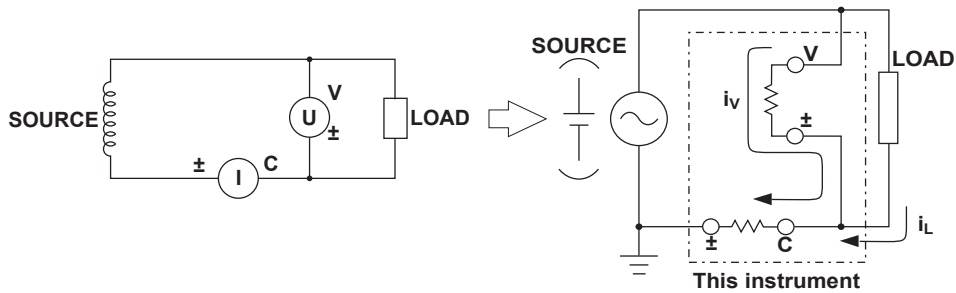 SOURCE
± I C
U V ±
LOAD
SOURCE
V
±
iV
LOAD
± C
iL
This instrument